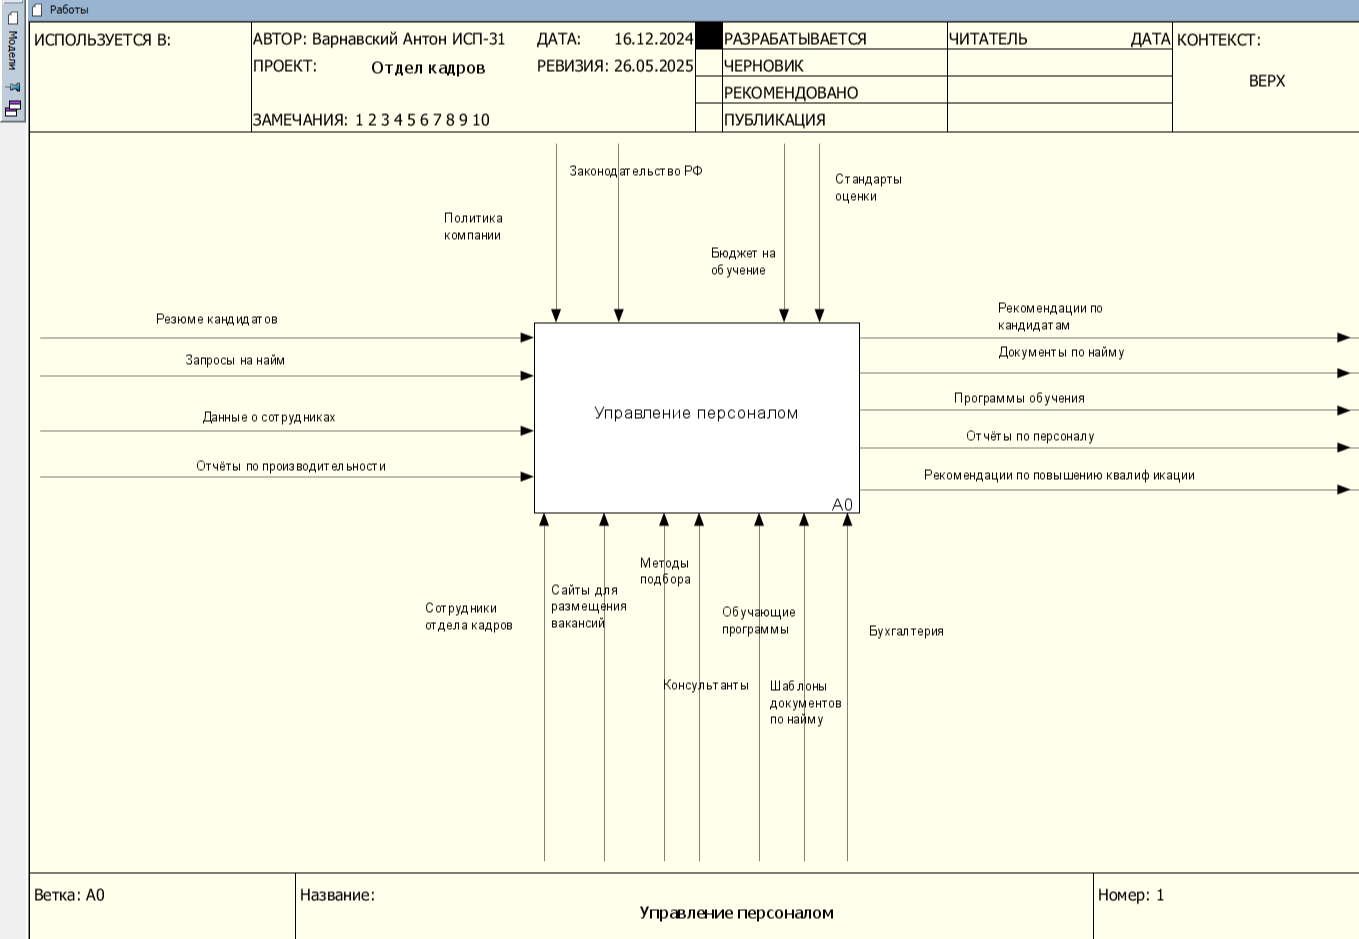 Работы
Модели
ИСПОЛЬЗУЕТСЯ В:
АВТОР: Варнавский Антон ИСП-31
ДАТА: 16.12.2024
ПРОЕКТ: Отдел кадров
РЕВИЗИЯ: 26.05.2025
ЗАМЕЧАНИЯ: 1 2 3 4 5 6 7 8 9 10
РАЗРАБАТЫВАЕТСЯ
ЧЕРНОВИК
РЕКОМЕНДОВАНО
ПУБЛИКАЦИЯ
ЧИТАТЕЛЬ
ДАТА
КОНТЕКСТ:
ВЕРХ
Законодательство РФ
Стандарты
оценки
Политика
компании
Бюджет на
обучение
Резюме кандидатов
Запросы на найм
Данные о сотрудниках
Отчёты по производительности
Управление персоналом
A0
Рекомендации по
кандидатам
Документы по найму
Программы обучения
Отчёты по персоналу
Рекомендации по повышению квалификации
Сотрудники
отдела кадров
Сайты для
размещения
вакансий
Методы
подбора
Консультанты
Обучающие
программы
Шаблоны
документов
по найму
Бухгалтерия
Ветка: A0
Название:
Управление персоналом
Номер: 1